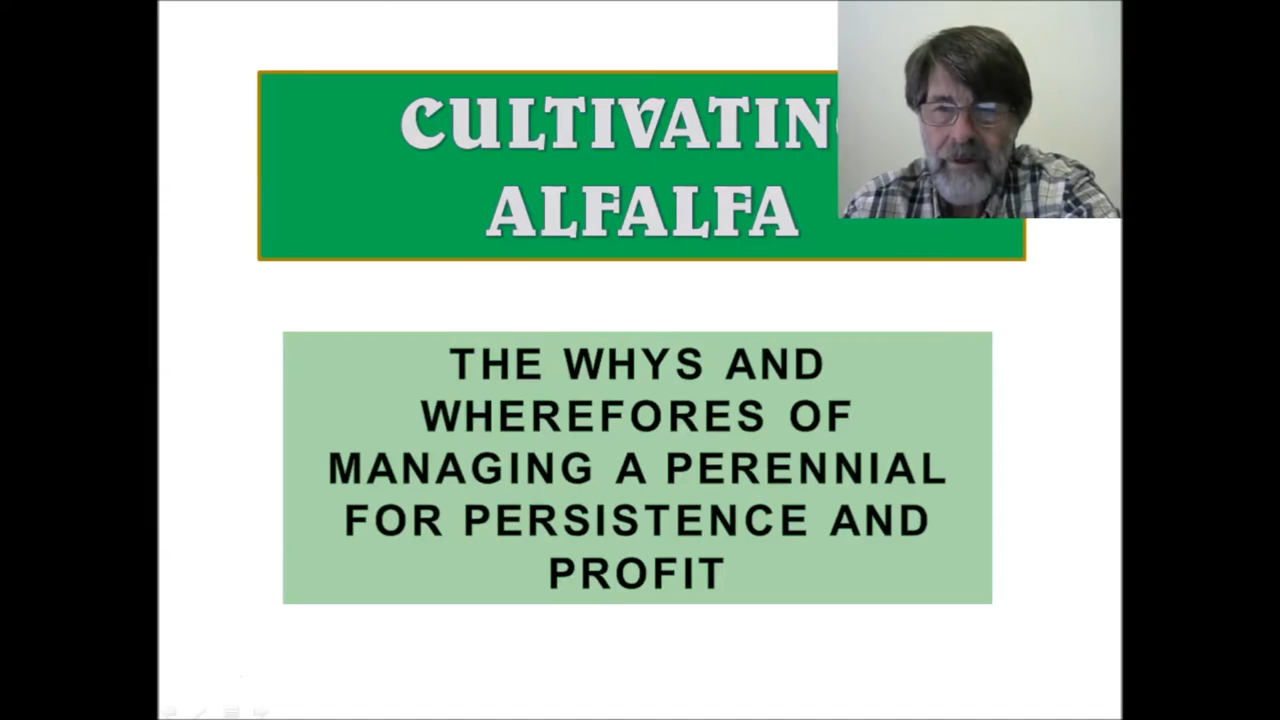 CULTIVATIN
ALFALFA
THE WHYS AND
WHEREFORES OF
MANAGING A PERENNIAL
FOR PERSISTENCE AND
PROFIT